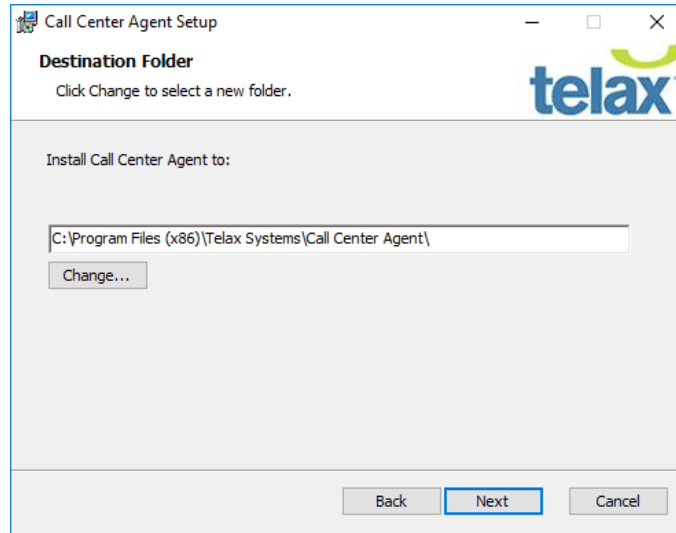 Call Center Agent Setup
Destination Folder
Click Change to select a new folder.
telax
Install Call Center Agent to:
C:\Program Files (x86)\Telax Systems\Call Center Agent\
Change...
Back Next Cancel